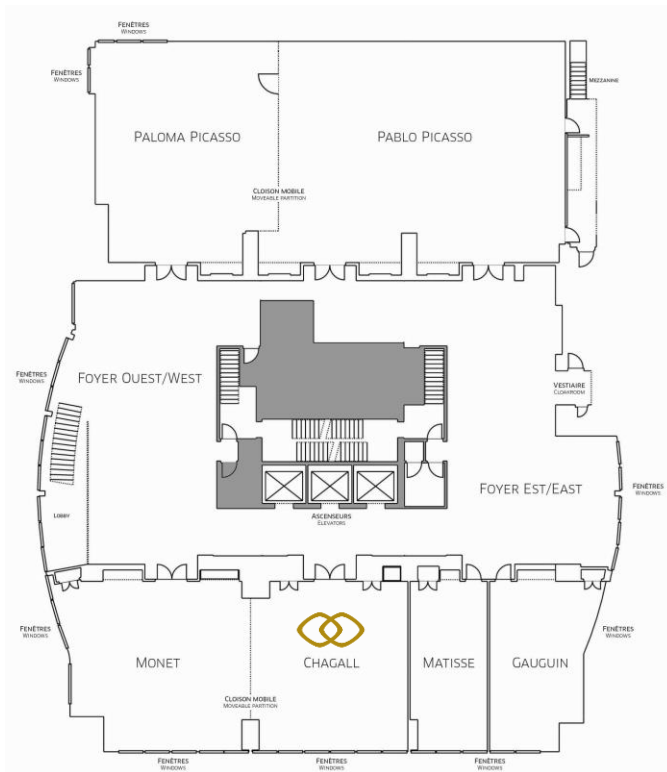 FENÊTRES
WINDOWS
FENÊTRES
WINDOWS
MEZZANINE
PALOMA PICASSO
PABLO PICASSO
CLOISON MOBILE
MOVEABLE PARTITION
FENÊTRES
WINDOWS
FOYER OUEST/WEST
VESTIAIRE
CLOAKROOM
FOYER EST/EAST
FENÊTRES
WINDOWS
LOBBY
ASCENSEURS
ELEVATORS
FENÊTRES
WINDOWS
FENÊTRES
WINDOWS
MONET
CHAGALL
MATISSE
GAUGUIN
CLOISON MOBILE
MOVEABLE PARTITION
FENÊTRES
WINDOWS
FENÊTRES
WINDOWS
FENÊTRES
WINDOWS
FENÊTRES
WINDOWS